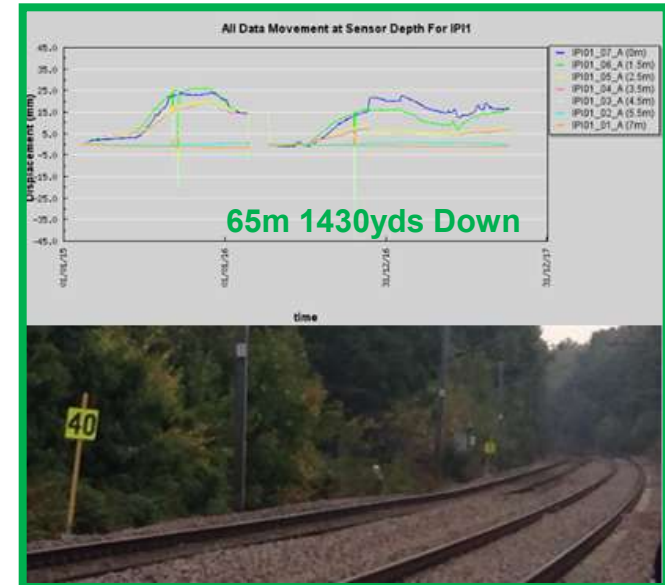 All Data Movement at Sensor Depth For IPI1
45.0
35.0
25.0
15.0
5.0
-5.0
-15.0
-25.0
-35.0
-45.0
Displacement (mm)
IPI01_07_A (0m)
IPI01_06_A (1.5m)
IPI01_05_A (2.5m)
IPI01_04_A (3.5m)
IPI01_03_A (4.5m)
IPI01_02_A (5.5m)
IPI01_01_A (7m)
65m 1430yds Down
01/01/15
01/01/16
31/12/16
31/12/17
time
40